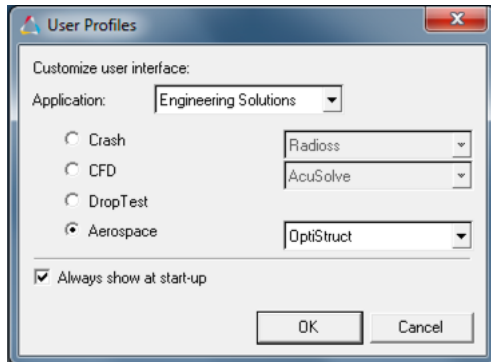 User Profiles
Customize user interface:
Application: Engineering Solutions
Crash Radioss
CFD AcuSolve
DropTest
Aerospace OptiStruct
Always show at start-up
OK Cancel